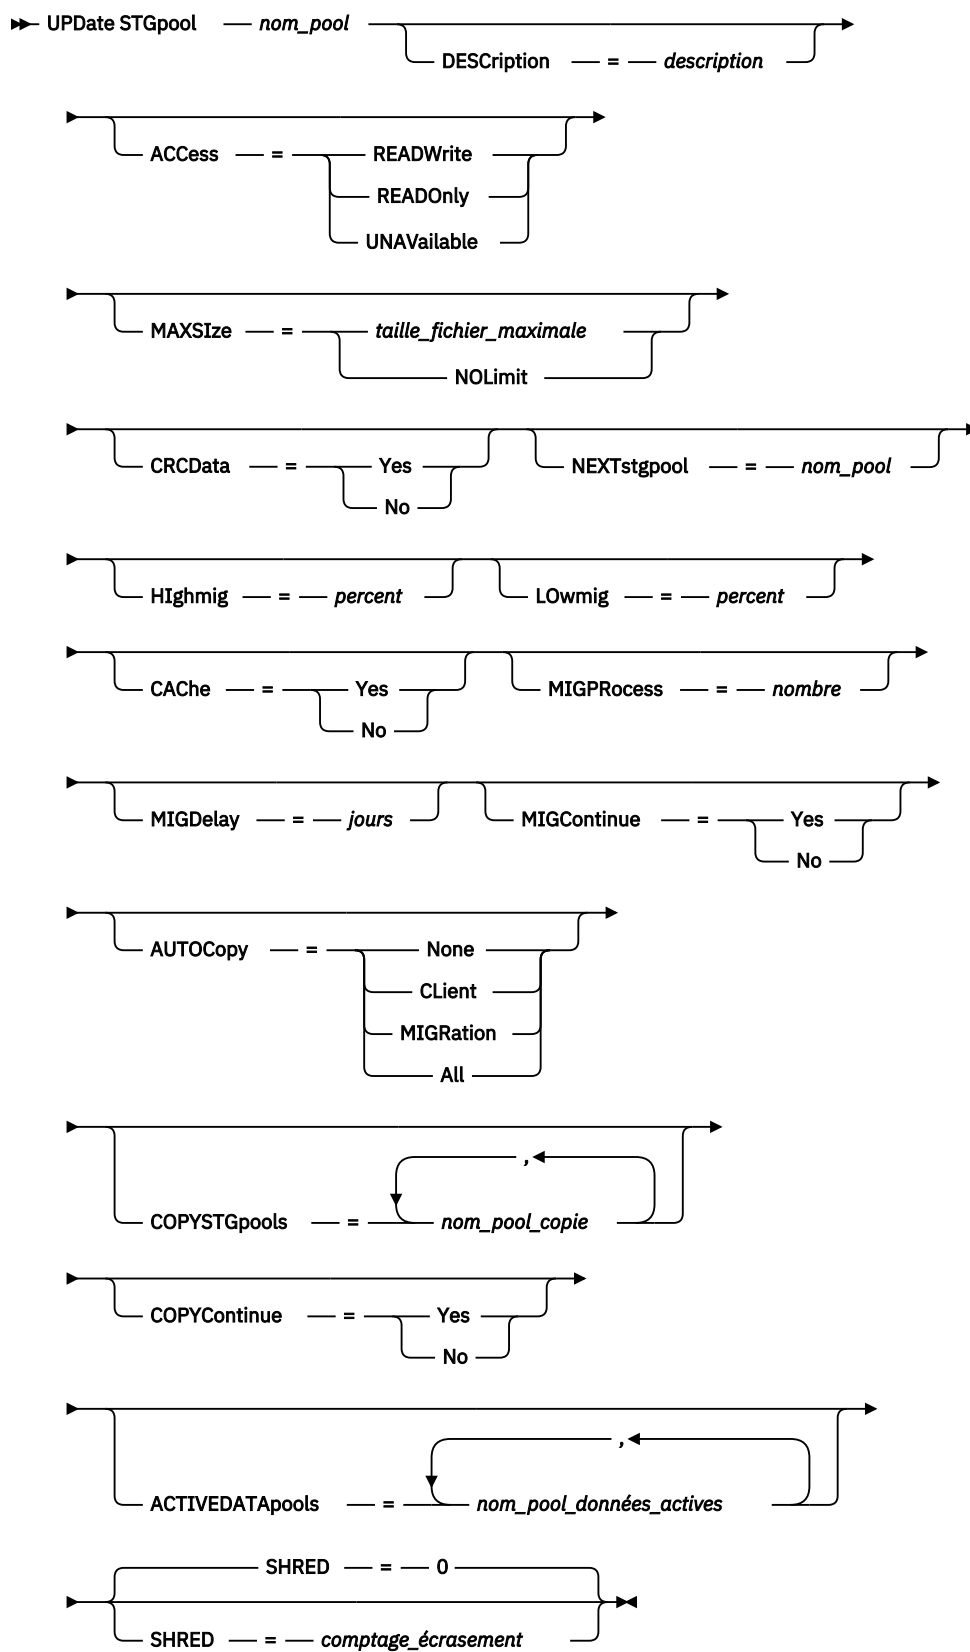 UPDate STGpool nom_pool
DESCription = description
ACCess = READWrite
READOnly
UNAVailable
MAXSIze = taille_fichier_maximale
NOLimit
CRCData = Yes NEXTstgpool = nom_pool
No
HIghmig = percent LOwmig = percent
CAChe = Yes MIGPRocess = nombre
No
MIGDelay = jours MIGContinue = Yes
No
AUTOCopy = None
CLient
MIGRation
All
,
COPYSTGpools = nom_pool_copie
COPYContinue = Yes
No
,
ACTIVEDATApools = nom_pool_données_actives
SHRED = 0
SHRED = comptage_écrasement